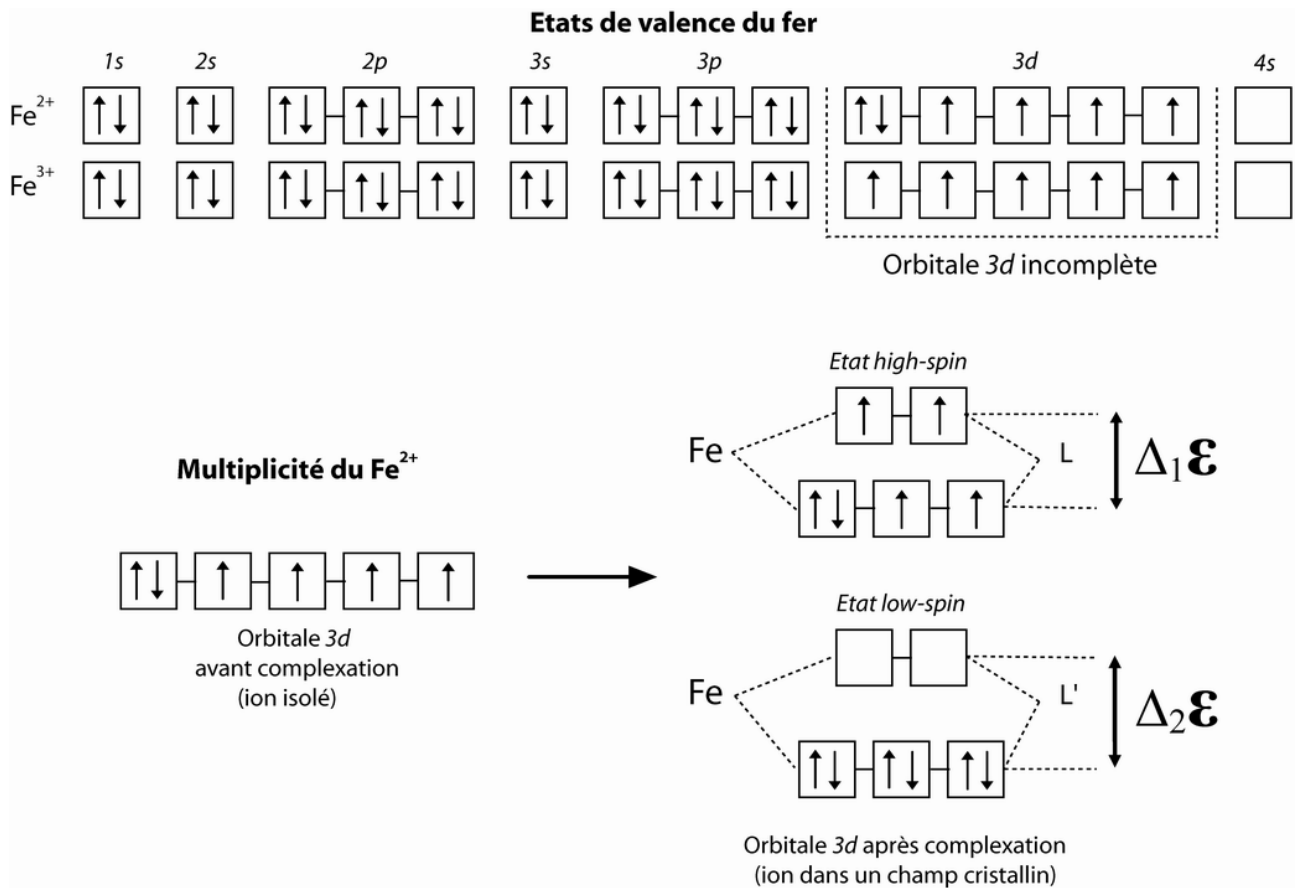 Etats de valence du fer
1s 2s 2p 3s 3p 3d 4s
Fe²⁺
Fe³⁺
Orbitale 3d incomplète
Etat high-spin
Fe L Δ₁ε
Multiplicité du Fe²⁺
Orbitale 3d
avant complexation
(ion isolé)
Etat low-spin
Fe L' Δ₂ε
Orbitale 3d après complexation
(ion dans un champ cristallin)